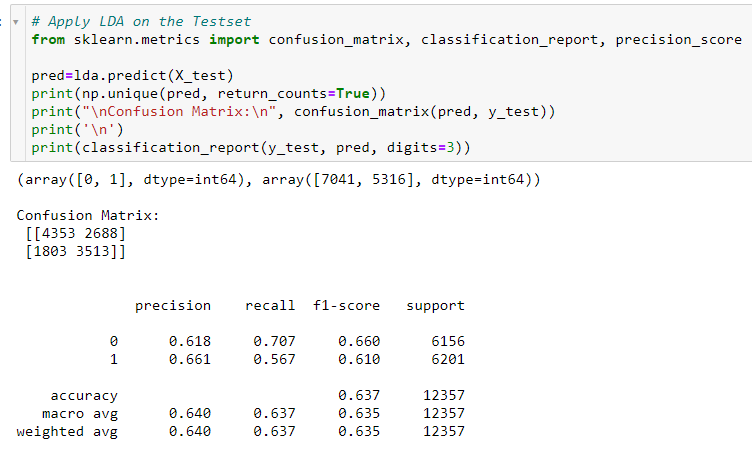 # Apply LDA on the Testset
from sklearn.metrics import confusion_matrix, classification_report, precision_score
pred=lda.predict(X_test)
print(np.unique(pred, return_counts=True))
print("\nConfusion Matrix:\n", confusion_matrix(pred, y_test))
print('\n')
print(classification_report(y_test, pred, digits=3))
(array([0, 1], dtype=int64), array([7041, 5316], dtype=int64))
Confusion Matrix:
[[4353 2688]
[1803 3513]]
precision recall f1-score support
0 0.618 0.707 0.660 6156
1 0.661 0.567 0.610 6201
accuracy 0.637 12357
macro avg 0.640 0.637 0.635 12357
weighted avg 0.640 0.637 0.635 12357